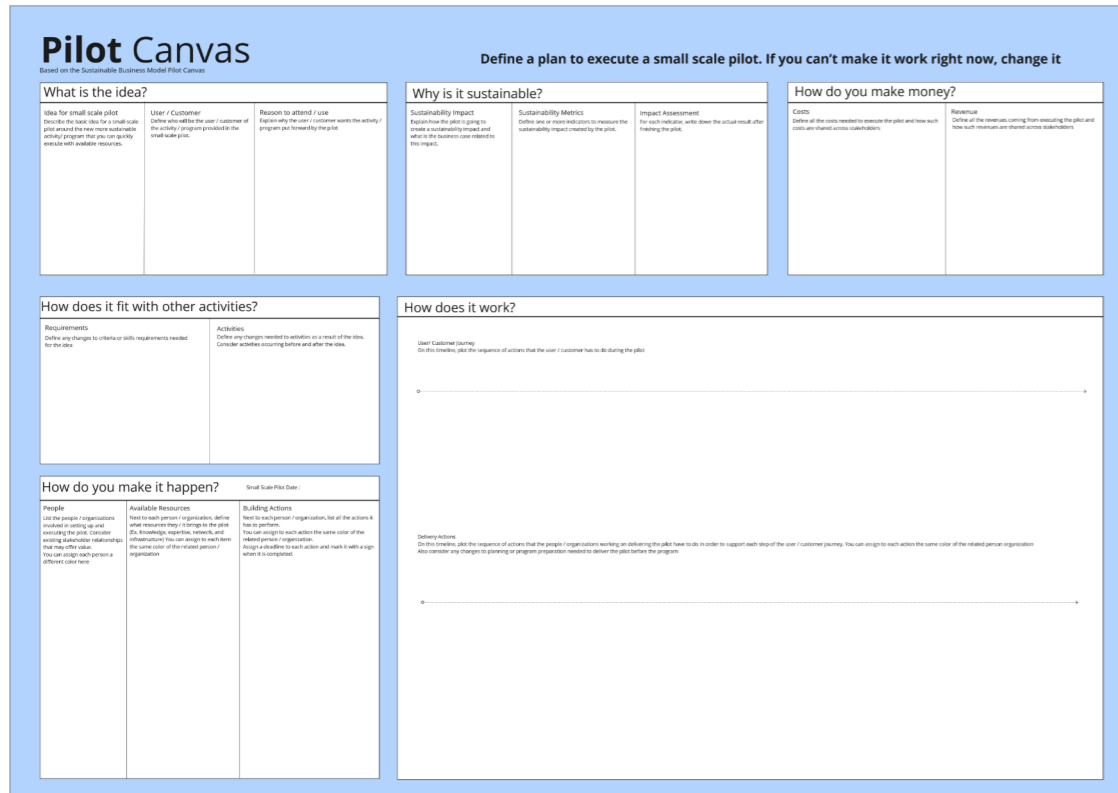 Pilot Canvas
Based on the Sustainable Business Model Pilot Canvas
Define a plan to execute a small scale pilot. If you can't make it work right now, change it
What is the idea?
Idea for small scale pilot
Describe the basic idea for a small-scale
pilot around the new more sustainable
activity/ program that you can quickly
execute with available resources.
User / Customer
Define who will be the user / customer of
the activity / program provided in the
small scale pilot.
Reason to attend / use
Explain why the user / customer wants the activity /
program put forward by the pilot
Why is it sustainable?
Sustainability Impact
Explain how the pilot is going to
create a sustainability impact and
what is the business case related to
this impact.
Sustainability Metrics
Define one or more indicators to measure the
sustainability impact created by the pilot.
Impact Assessment
For each indicator, write down the actual result after
finishing the pilot.
How do you make money?
Costs
Define all the costs needed to execute the pilot and how such
costs are shared across stakeholders.
Revenue
Define all the revenues coming from executing the pilot and
how such revenues are shared across stakeholders
How does it fit with other activities?
Requirements
Define any changes to criteria or skills requirements needed
for the idea
Activities
Define any changes needed to activities as a result of the idea.
Consider activities occurring before and after the idea.
How does it work?
User/ Customer Journey
On this timeline, plot the sequence of actions that the user / customer has to do during the pilot
Delivery Actions
On this timeline, plot the sequence of actions that the people / organizations working on delivering the pilot have to do in order to support each step of the user / customer journey. You can assign to each action the same color of the related person organization
Also consider any changes to planning or program preparation needed to deliver the pilot before the program
How do you make it happen?
Small Scale Pilot Date :
People
List the people / organizations
involved in setting up and
executing the pilot. Consider
existing stakeholder relationships
that may offer value.
You can assign each person a
different color here
Available Resources
Next to each person / organization, define
what resources they / it brings to the pilot
(Ex. Knowledge, expertise, network, and
infrastructure) You can assign to each item
the same color of the related person /
organization
Building Actions
Next to each person / organization, list all the actions it
has to perform.
You can assign to each action the same color of the
related person / organization.
Assign a deadline to each action and mark it with a sign
when it is completed.